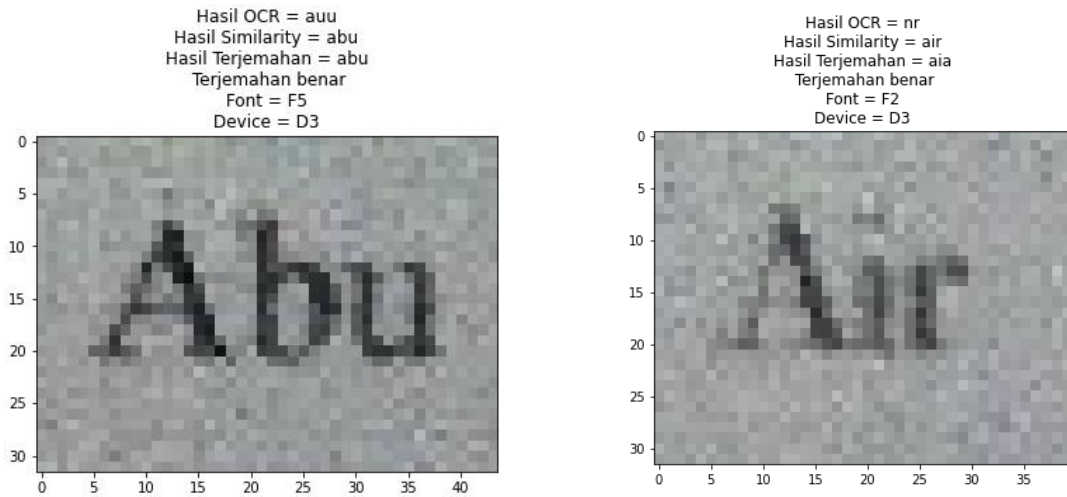 Hasil OCR = auu
Hasil Similarity = abu
Hasil Terjemahan = abu
Terjemahan benar
Font = F5
Device = D3
0
5
10
15
20
25
30
Abu
0 5 10 15 20 25 30 35 40
Hasil OCR = nr
Hasil Similarity = air
Hasil Terjemahan = aia
Terjemahan benar
Font = F2
Device = D3
0
5
10
15
20
25
30
Air
0 5 10 15 20 25 30 35